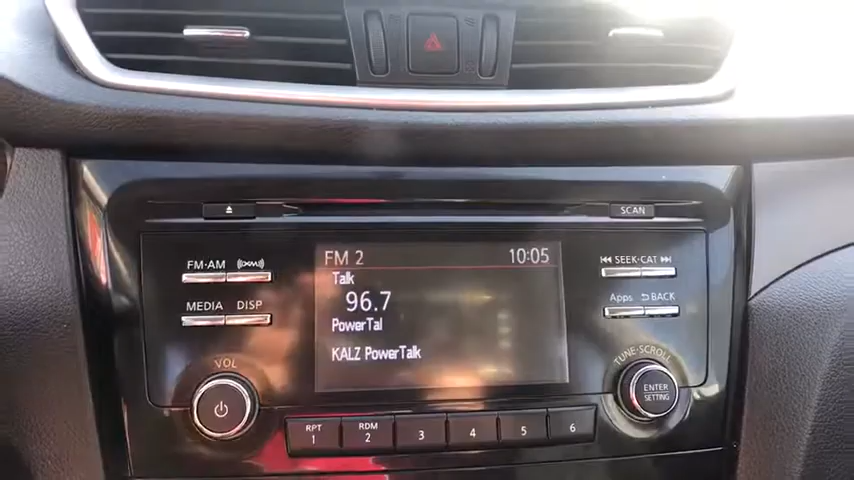 SCAN
FM·AM (((XM)))
FM 2 10:05
SEEK·CAT
Talk
MEDIA DISP
96.7
Apps BACK
PowerTal
KALZ PowerTalk
VOL
TUNE·SCROLL
ENTER
SETTING
RPT RDM
1 2 3 4 5 6